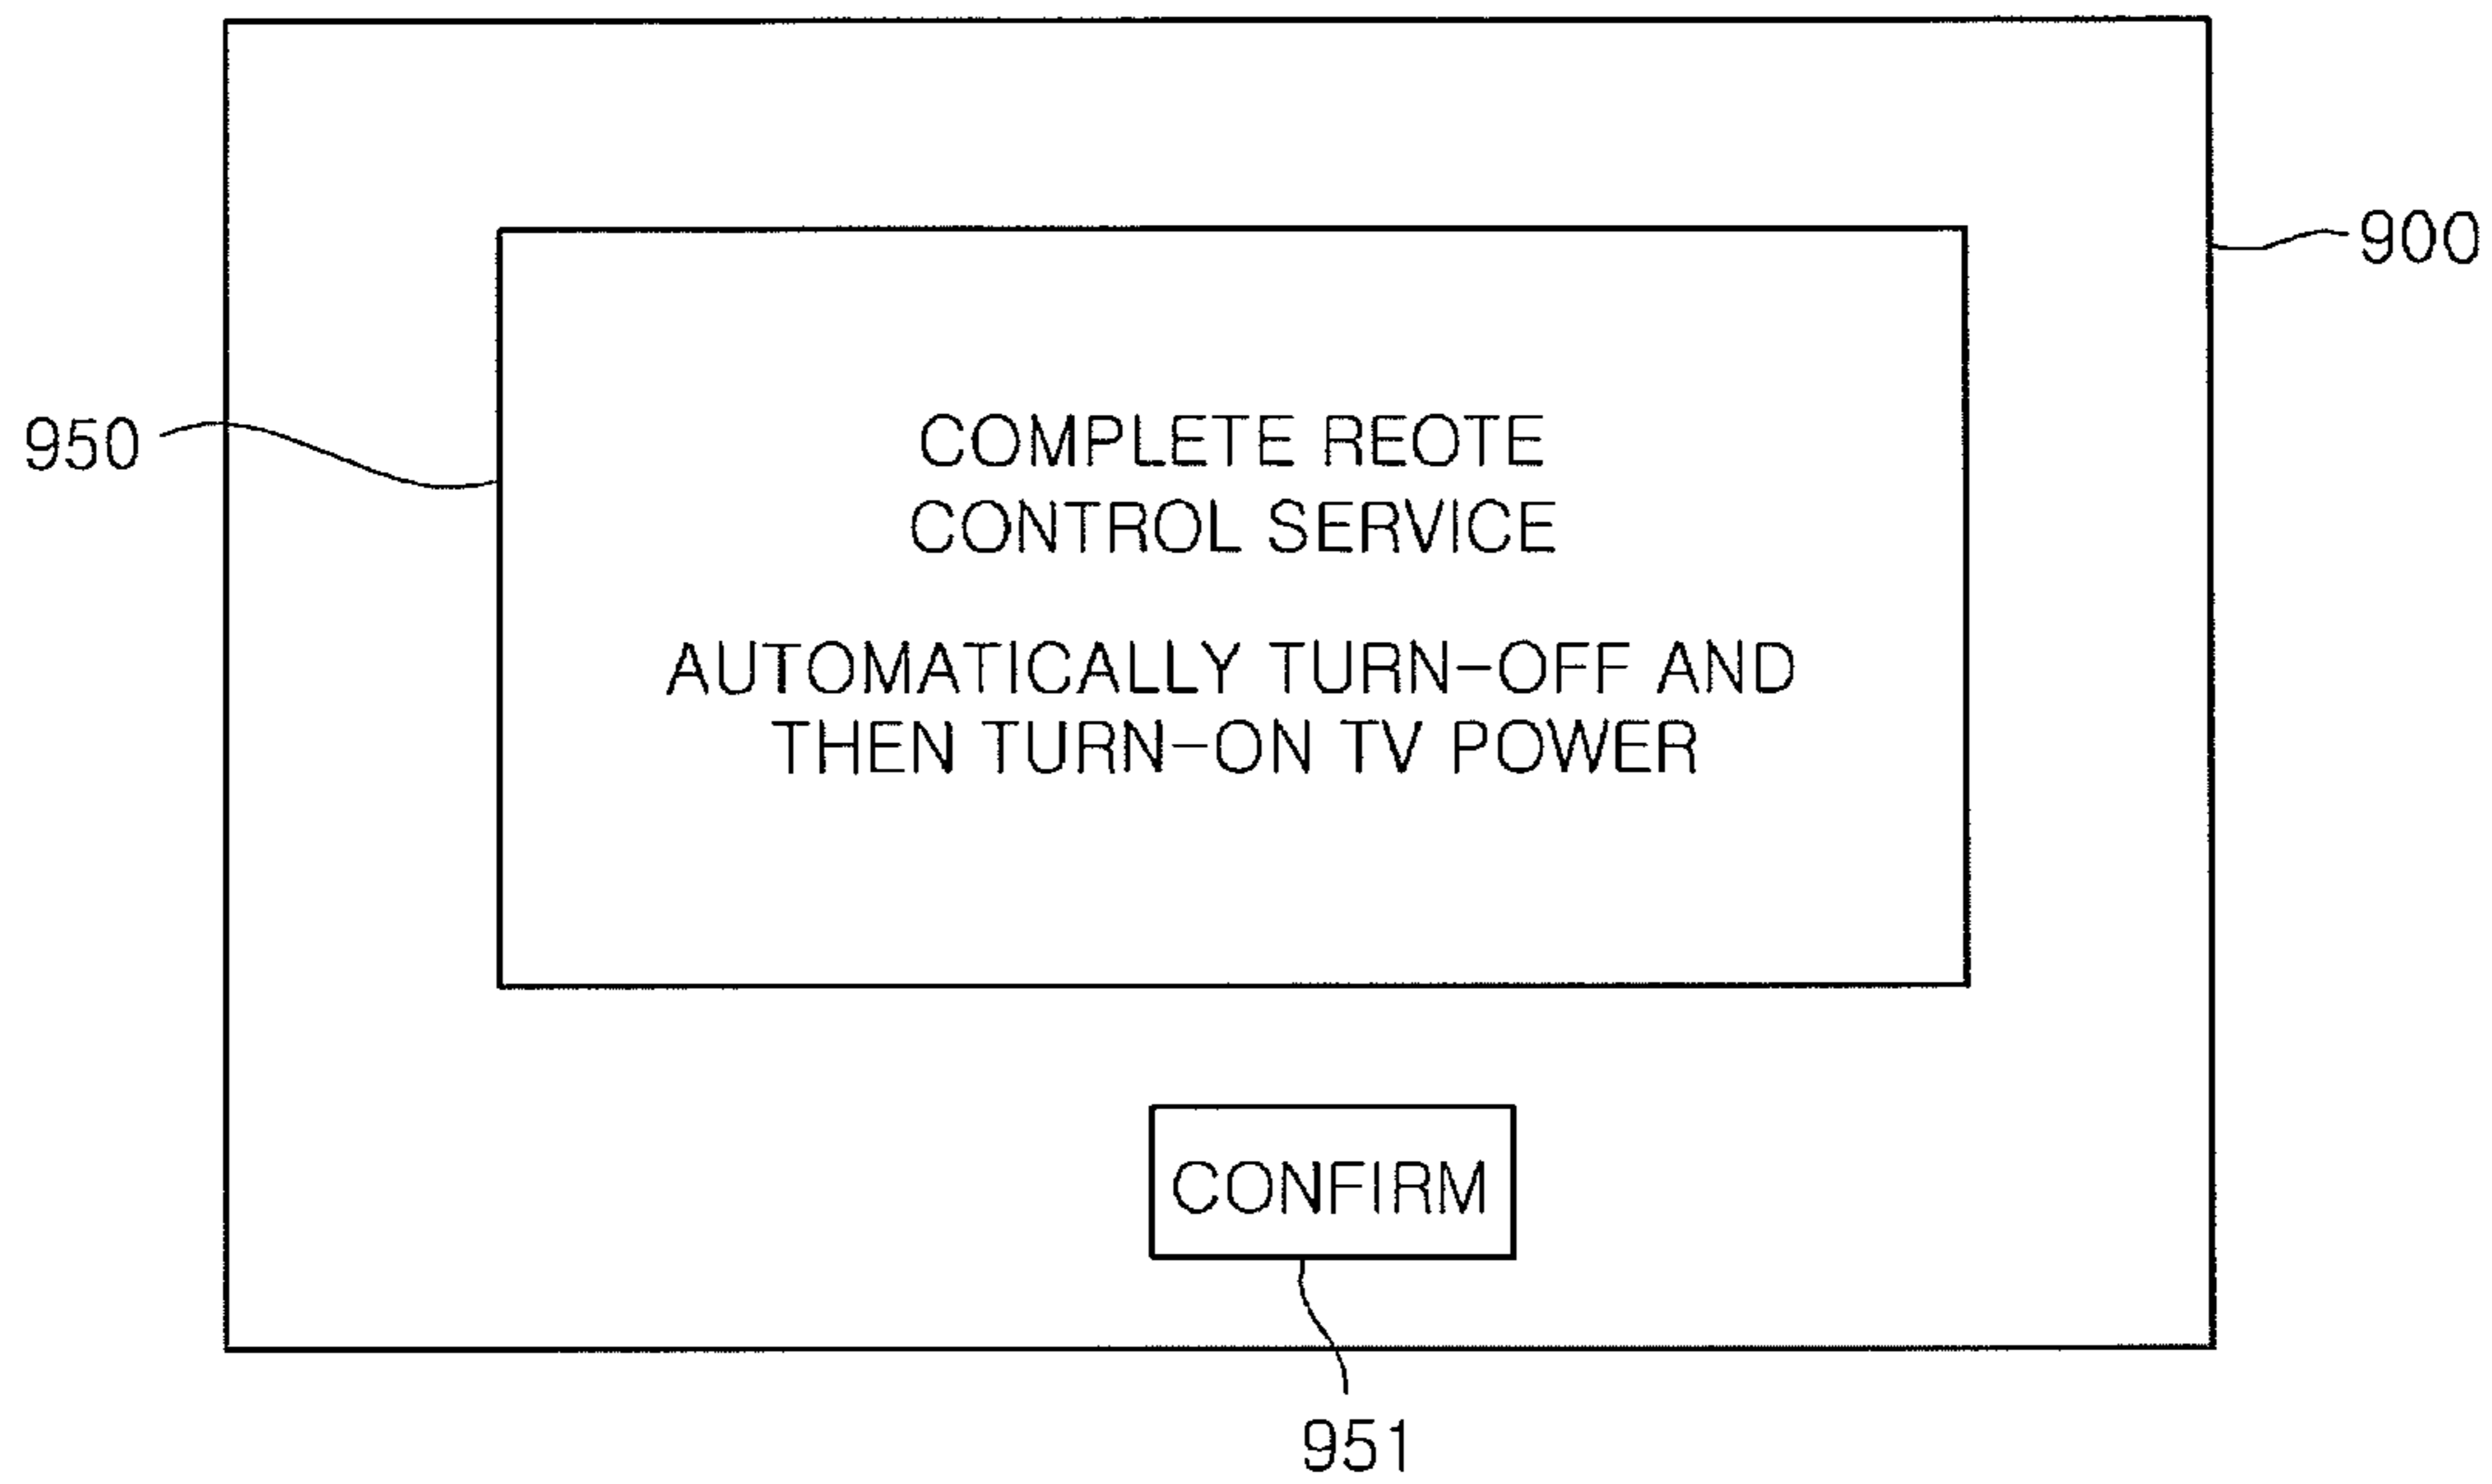 900
950
COMPLETE REOTE
CONTROL SERVICE
AUTOMATICALLY TURN-OFF AND
THEN TURN-ON TV POWER
CONFIRM
951